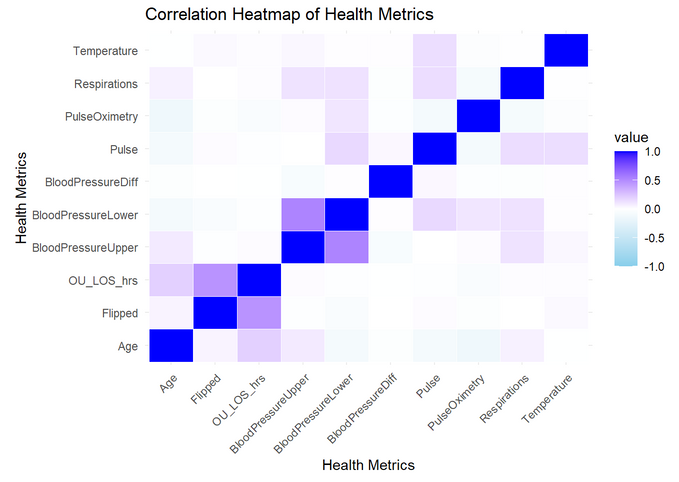 Correlation Heatmap of Health Metrics
Health Metrics
Temperature
Respirations
PulseOximetry
Pulse
BloodPressureDiff
BloodPressureLower
BloodPressureUpper
OU_LOS_hrs
Flipped
Age
value
1.0
0.5
0.0
-0.5
-1.0
Age
Flipped
OU_LOS_hrs
BloodPressureUpper
BloodPressureLower
BloodPressureDiff
Pulse
PulseOximetry
Respirations
Temperature
Health Metrics